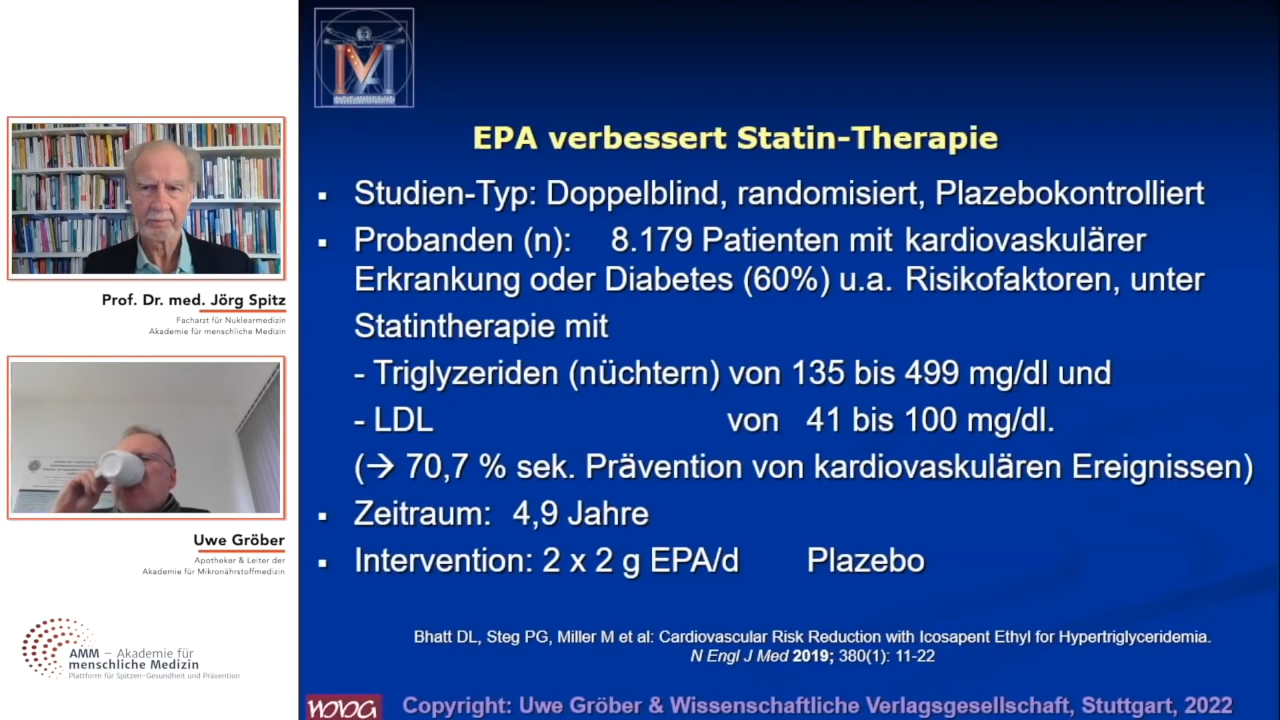 EPA verbessert Statin-Therapie
▪ Studien-Typ: Doppelblind, randomisiert, Plazebokontrolliert
▪ Probanden (n): 8.179 Patienten mit kardiovaskulärer
Erkrankung oder Diabetes (60%) u.a. Risikofaktoren, unter
Statintherapie mit
- Triglyzeriden (nüchtern) von 135 bis 499 mg/dl und
- LDL von 41 bis 100 mg/dl.
(→ 70,7 % sek. Prävention von kardiovaskulären Ereignissen)
▪ Zeitraum: 4,9 Jahre
▪ Intervention: 2 x 2 g EPA/d Plazebo
Bhatt DL, Steg PG, Miller M et al: Cardiovascular Risk Reduction with Icosapent Ethyl for Hypertriglyceridemia.
N Engl J Med 2019; 380(1): 11-22
Copyright: Uwe Gröber & Wissenschaftliche Verlagsgesellschaft, Stuttgart, 2022
Prof. Dr. med. Jörg Spitz
Facharzt für Nuklearmedizin
Akademie für menschliche Medizin
Uwe Gröber
Apotheker & Leiter der
Akademie für Mikronährstoffmedizin
AMM – Akademie für
menschliche Medizin
Plattform für Spitzen-Gesundheit und Prävention